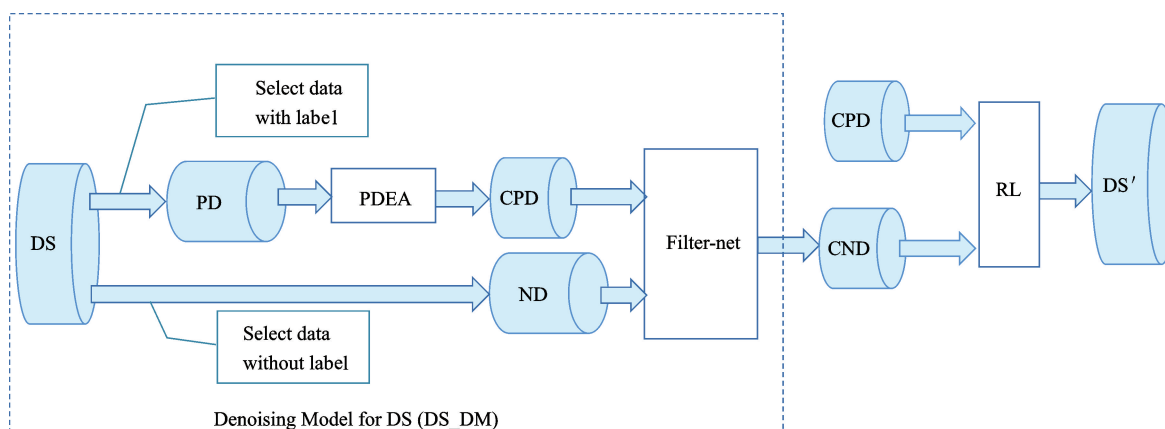 Select data
with label
DS
PD
PDEA
CPD
ND
Select data
without label
Filter-net
CPD
CND
RL
DS′
Denoising Model for DS (DS_DM)